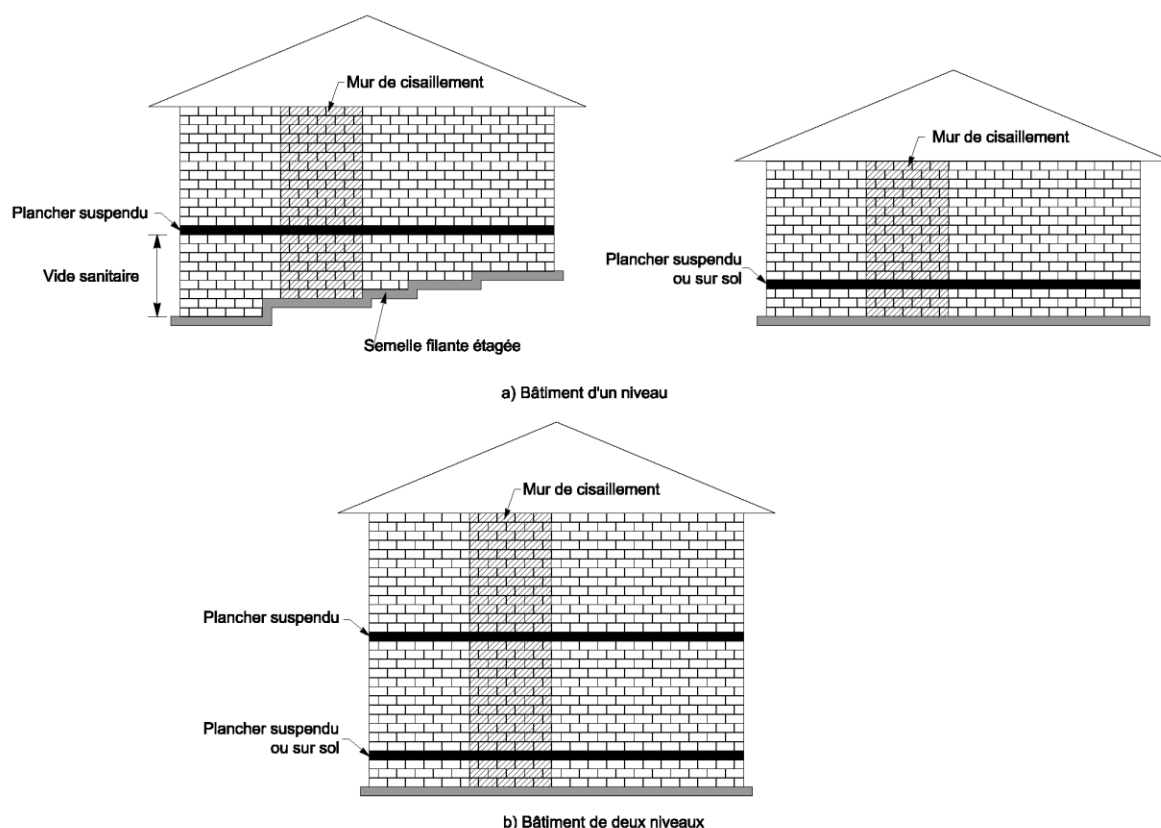 Mur de cisaillement
Plancher suspendu
Vide sanitaire
Semelle filante étagée
Mur de cisaillement
Plancher suspendu
ou sur sol
a) Bâtiment d'un niveau
Mur de cisaillement
Plancher suspendu
Plancher suspendu
ou sur sol
b) Bâtiment de deux niveaux